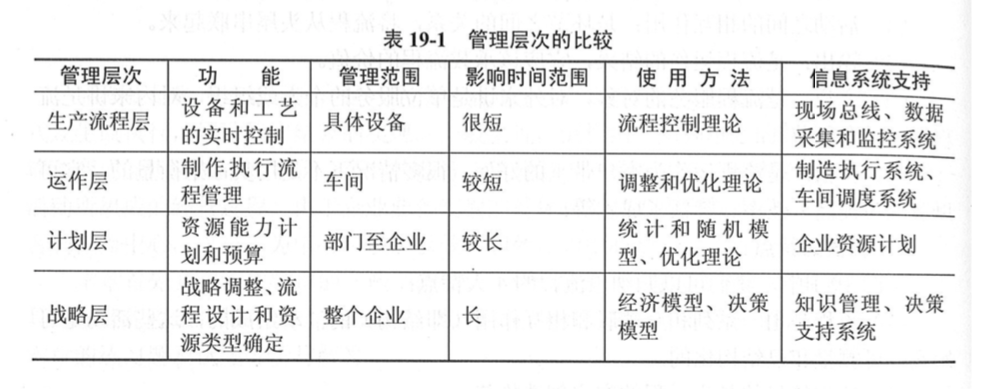 表 19-1 管理层次的比较
管理层次 功 能 管理范围 影响时间范围 使 用 方 法 信息系统支持
生产流程层
设备和工艺
的实时控制
具体设备
很短
流程控制理论
现场总线、数据
采集和监控系统
运作层
制作执行流
程管理
车间
较短
调整和优化理论
制造执行系统、
车间调度系统
计划层
资源能力计
划和预算
部门至企业
较长
统计和随机模
型、优化理论
企业资源计划
战略层
战略调整、流
程设计和资
源类型确定
整个企业
长
经济模型、决策
模型
知识管理、决策
支持系统